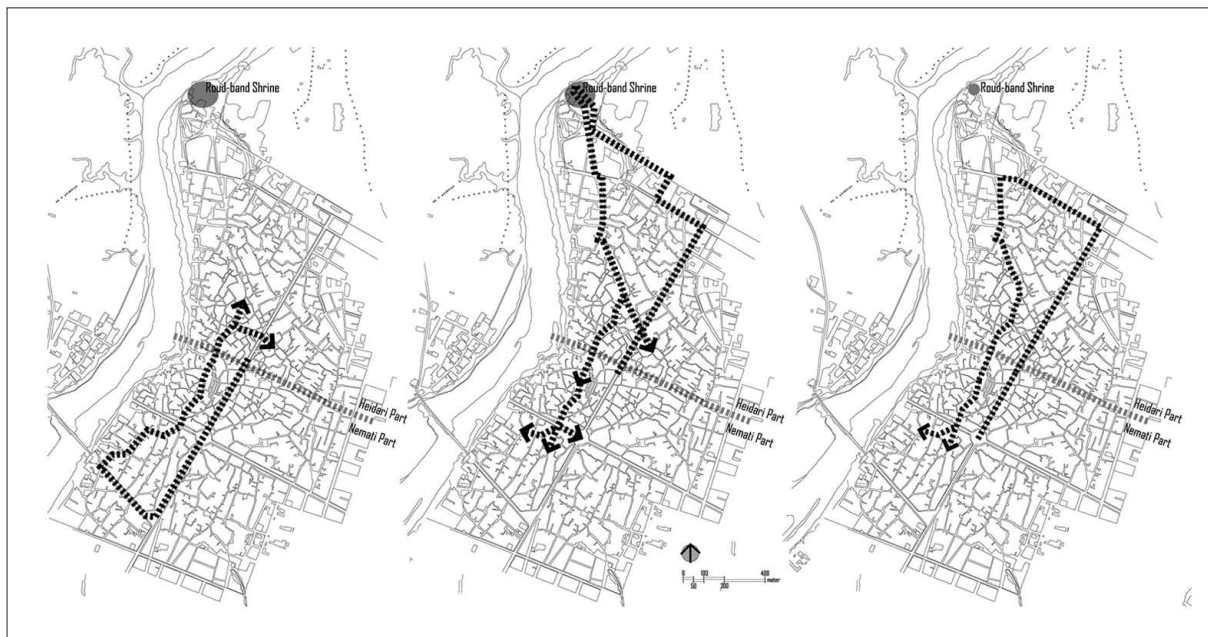 Roud-band Shrine
Heidari Part
Nemati Part
Roud-band Shrine
Heidari Part
Nemati Part
0 100 400
meter
50 200
Roud-band Shrine
Heidari Part
Nemati Part